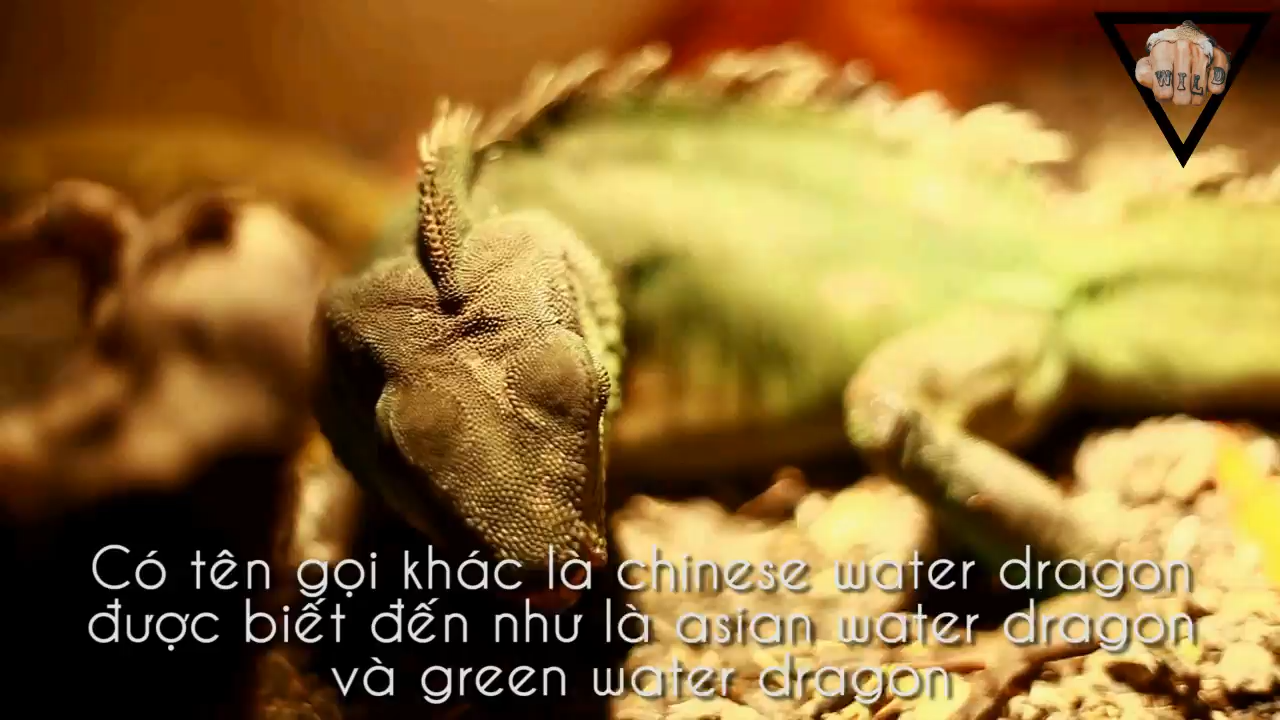 WILD
Có tên gọi khác là chinese water dragon
được biết đến như là asian water dragon
và green water dragon